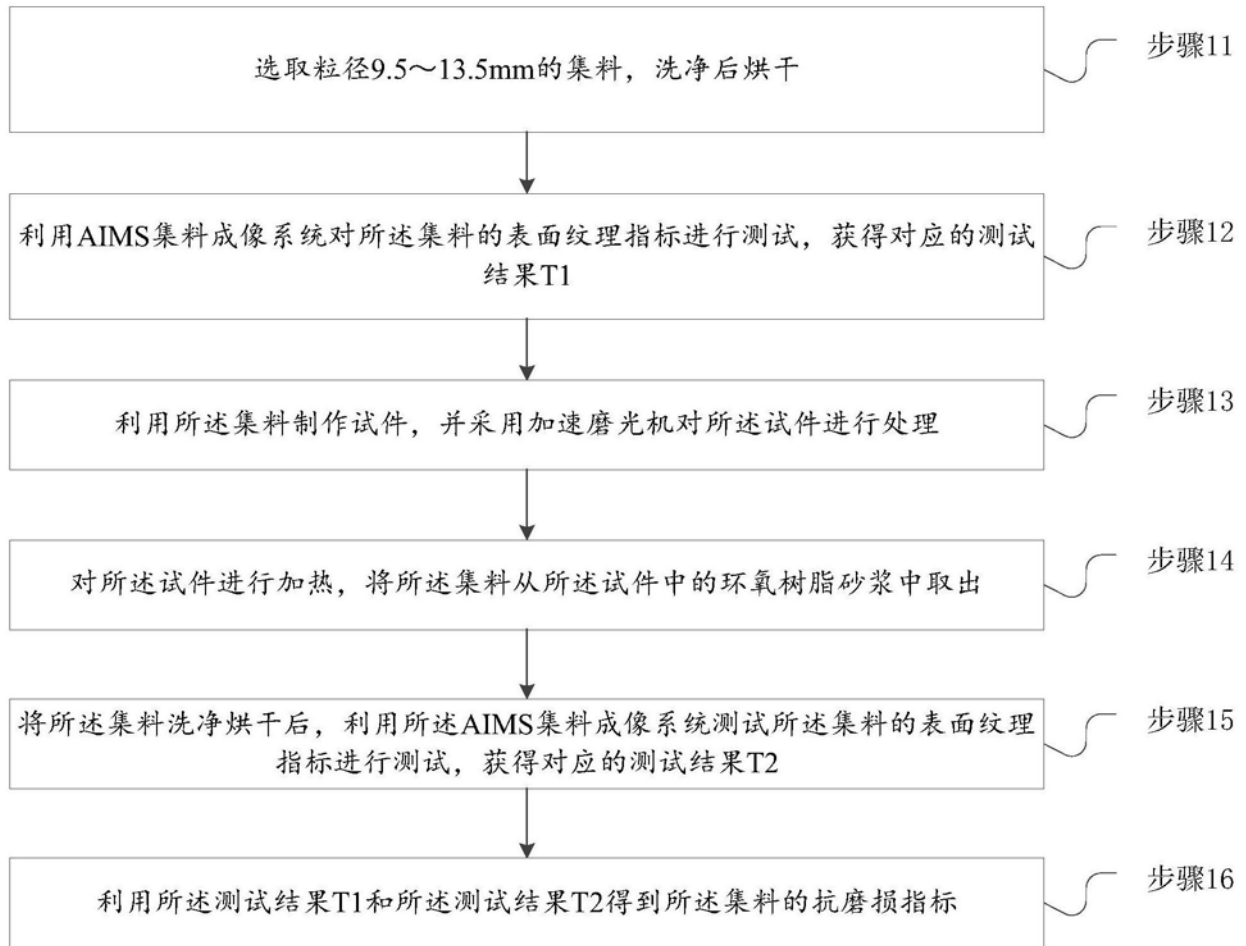 选取粒径9.5～13.5mm的集料，洗净后烘干
步骤11
利用AIMS集料成像系统对所述集料的表面纹理指标进行测试，获得对应的测试
结果T1
步骤12
利用所述集料制作试件，并采用加速磨光机对所述试件进行处理
步骤13
对所述试件进行加热，将所述集料从所述试件中的环氧树脂砂浆中取出
步骤14
将所述集料洗净烘干后，利用所述AIMS集料成像系统测试所述集料的表面纹理
指标进行测试，获得对应的测试结果T2
步骤15
利用所述测试结果T1和所述测试结果T2得到所述集料的抗磨损指标
步骤16